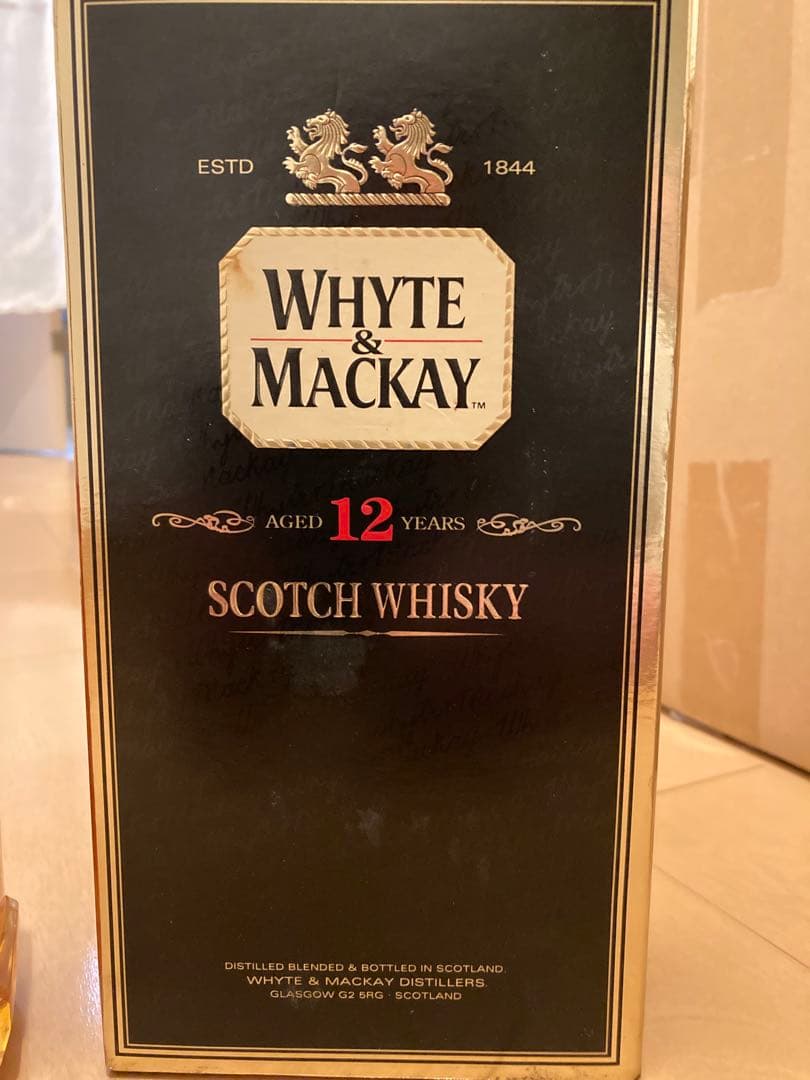 ESTD 1844
WHYTE
&
MACKAY™
AGED 12 YEARS
SCOTCH WHISKY
DISTILLED BLENDED & BOTTLED IN SCOTLAND.
WHYTE & MACKAY DISTILLERS.
GLASGOW G2 5RG · SCOTLAND